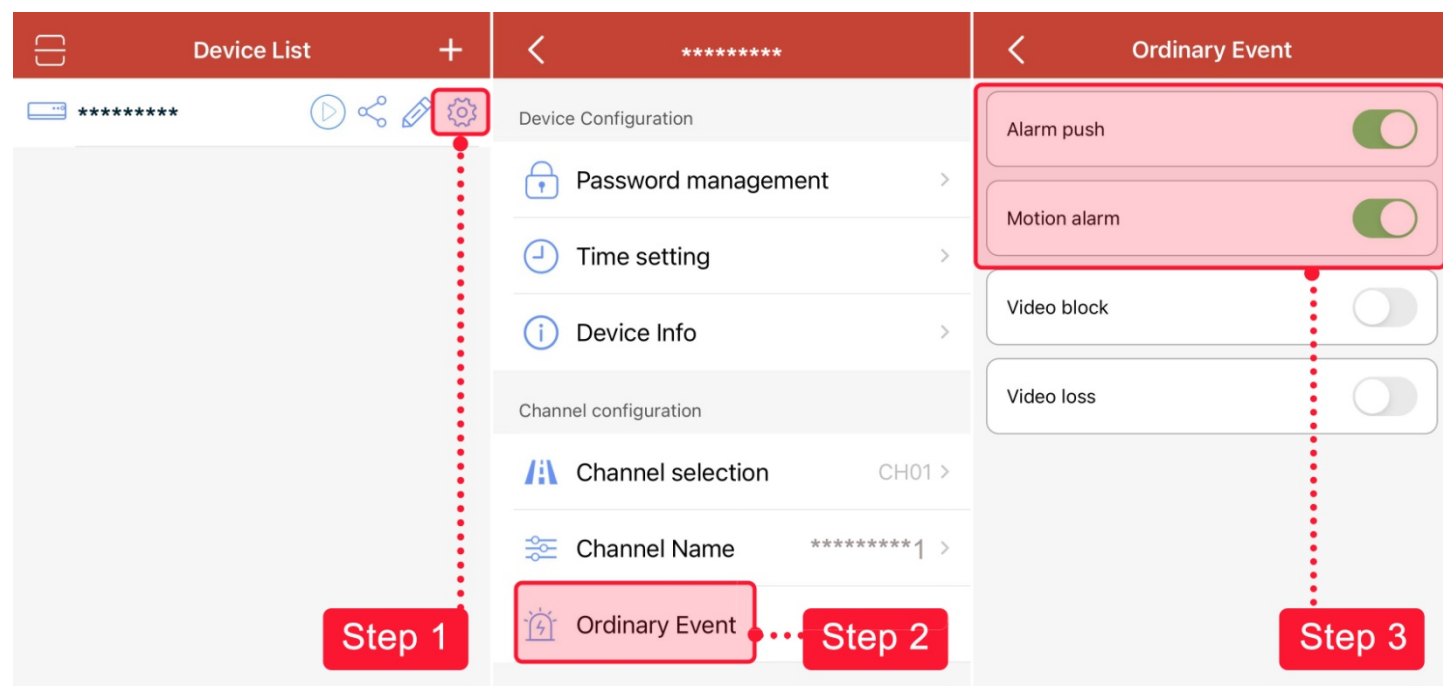 Device List
+
*********
Step 1
*********
Device Configuration
Password management
Time setting
Device Info
Channel configuration
Channel selection CH01
Channel Name *********1
Ordinary Event
Step 2
Ordinary Event
Alarm push
Motion alarm
Video block
Video loss
Step 3